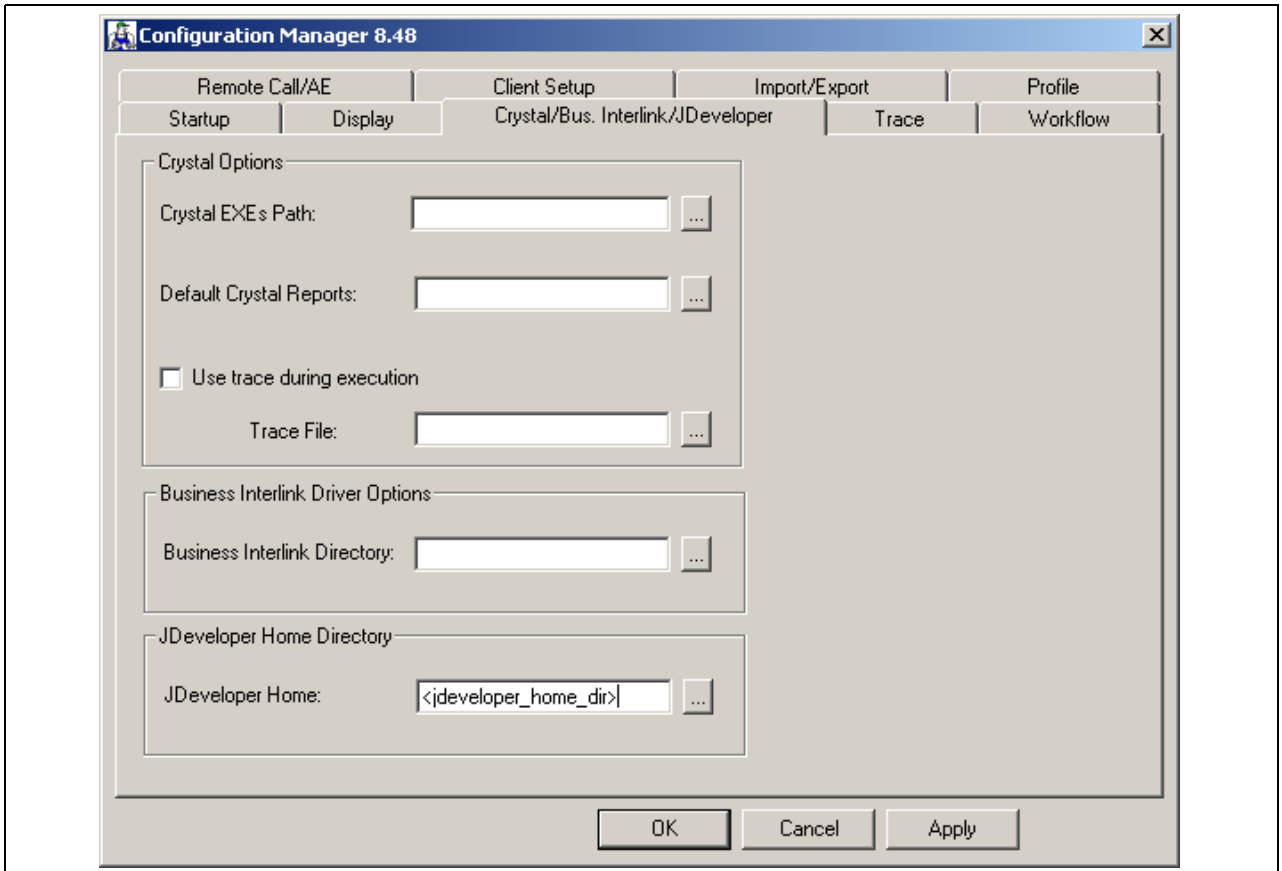 Configuration Manager 8.48
Remote Call/AE Client Setup Import/Export Profile
Startup Display Crystal/Bus. Interlink/JDeveloper Trace Workflow
Crystal Options
Crystal EXEs Path: ...
Default Crystal Reports: ...
Use trace during execution
Trace File: ...
Business Interlink Driver Options
Business Interlink Directory: ...
JDeveloper Home Directory
JDeveloper Home: <jdeveloper_home_dir> ...
OK Cancel Apply